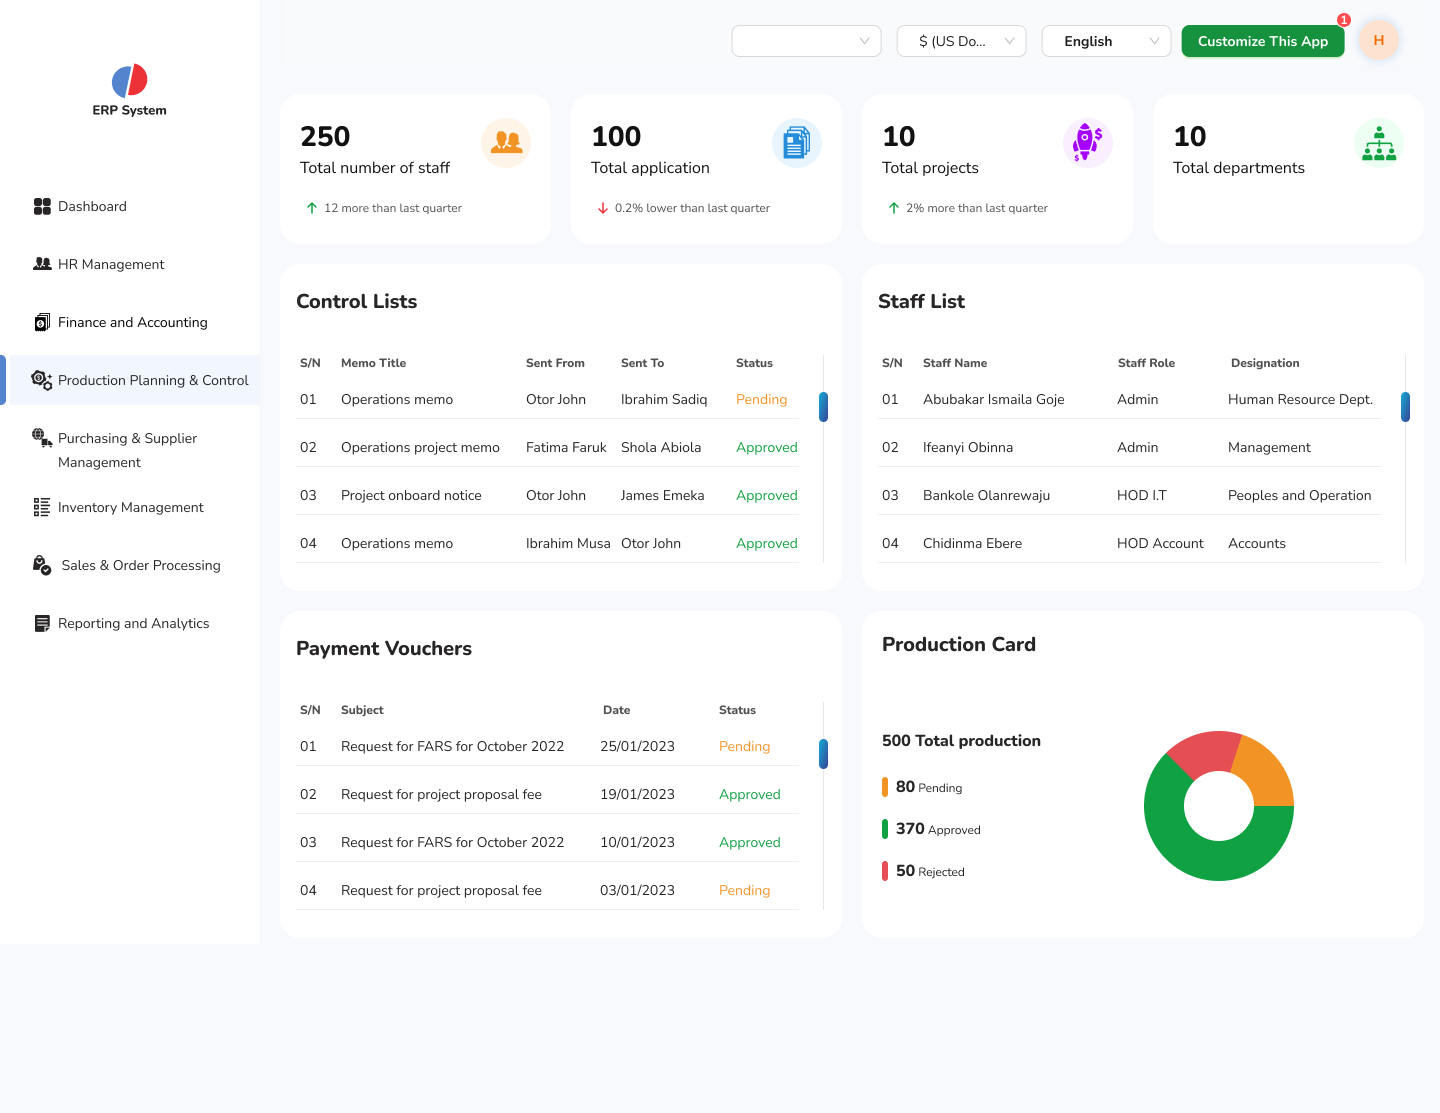 ERP System
Dashboard
HR Management
Finance and Accounting
Production Planning & Control
Purchasing & Supplier
Management
Inventory Management
Sales & Order Processing
Reporting and Analytics
$ (US Do...
English
Customize This App
1
H
250
Total number of staff
12 more than last quarter
100
Total application
0.2% lower than last quarter
10
Total projects
2% more than last quarter
10
Total departments
Control Lists
S/N Memo Title Sent From Sent To Status
01 Operations memo Otor John Ibrahim Sadiq Pending
02 Operations project memo Fatima Faruk Shola Abiola Approved
03 Project onboard notice Otor John James Emeka Approved
04 Operations memo Ibrahim Musa Otor John Approved
Staff List
S/N Staff Name Staff Role Designation
01 Abubakar Ismaila Goje Admin Human Resource Dept.
02 Ifeanyi Obinna Admin Management
03 Bankole Olanrewaju HOD I.T Peoples and Operation
04 Chidinma Ebere HOD Account Accounts
Payment Vouchers
S/N Subject Date Status
01 Request for FARS for October 2022 25/01/2023 Pending
02 Request for project proposal fee 19/01/2023 Approved
03 Request for FARS for October 2022 10/01/2023 Approved
04 Request for project proposal fee 03/01/2023 Pending
Production Card
500 Total production
80 Pending
370 Approved
50 Rejected